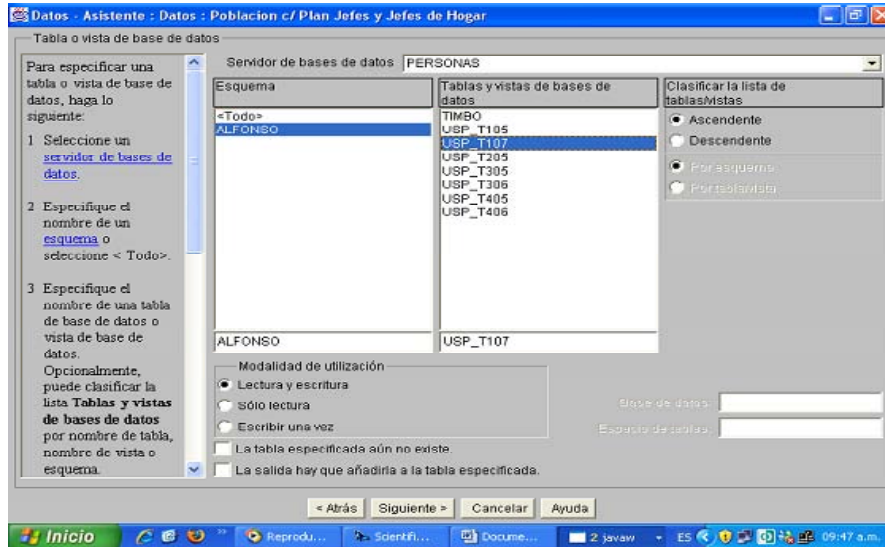 Datos - Asistente : Datos : Poblacion c/ Plan Jefes y Jefes de Hogar
Tabla o vista de base de datos
Para especificar una
tabla o vista de base de
datos, haga lo
siguiente:
1 Seleccione un
servidor de bases de
datos.
2 Especifique el
nombre de un
esquema o
seleccione < Todo>.
3 Especifique el
nombre de una tabla
de base de datos o
vista de base de
datos.
Opcionalmente,
puede clasificar la
lista Tablas y vistas
de bases de datos
por nombre de tabla,
nombre de vista o
esquema.
Servidor de bases de datos PERSONAS
Esquema
<Todo>
ALFONSO
ALFONSO
Tablas y vistas de bases de
datos
TIMBO
USP_T105
USP_T107
USP_T205
USP_T305
USP_T306
USP_T405
USP_T406
USP_T107
Clasificar la lista de
tablas/vistas
Ascendente
Descendente
Por esquema
Por tabla/vista
Modalidad de utilización
Lectura y escritura
Sólo lectura
Escribir una vez
Base de datos:
Espacio de tablas:
La tabla especificada aún no existe.
La salida hay que añadirla a la tabla especificada.
< Atrás Siguiente > Cancelar Ayuda
Inicio Reprodu... Scientifi... Docume... 2 javaw ES 09:47 a.m.